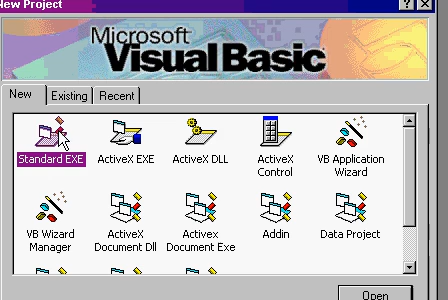 New Project
Microsoft
Visual Basic
New Existing Recent
Standard EXE ActiveX EXE ActiveX DLL ActiveX Control VB Application Wizard
VB Wizard Manager ActiveX Document Dll Activex Document Exe Addin Data Project
Open